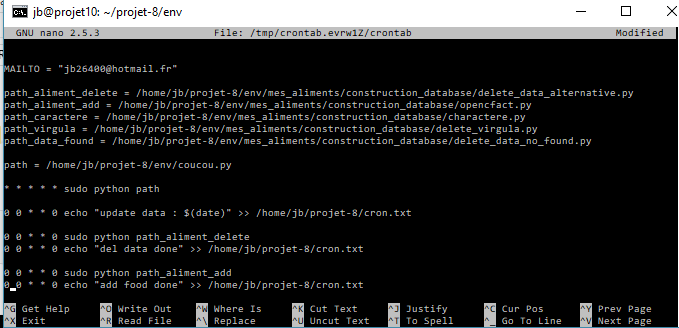 jb@projet10: ~/projet-8/env
GNU nano 2.5.3 File: /tmp/crontab.evrw1Z/crontab Modified
MAILTO = "jb26400@hotmail.fr"
path_aliment_delete = /home/jb/projet-8/env/mes_aliments/construction_database/delete_data_alternative.py
path_aliment_add = /home/jb/projet-8/env/mes_aliments/construction_database/opencfact.py
path_caractere = /home/jb/projet-8/env/mes_aliments/construction_database/charactere.py
path_virgula = /home/jb/projet-8/env/mes_aliments/construction_database/delete_virgula.py
path_data_found = /home/jb/projet-8/env/mes_aliments/construction_database/delete_data_no_found.py
path = /home/jb/projet-8/env/coucou.py
* * * * * sudo python path
0 0 * * 0 echo "update data : $(date)" >> /home/jb/projet-8/cron.txt
0 0 * * 0 sudo python path_aliment_delete
0 0 * * 0 echo "del data done" >> /home/jb/projet-8/cron.txt
0 0 * * 0 sudo python path_aliment_add
0 0 * * 0 echo "add food done" >> /home/jb/projet-8/cron.txt
^G Get Help ^O Write Out ^W Where Is ^K Cut Text ^J Justify ^C Cur Pos ^Y Prev Page
^X Exit ^R Read File ^\ Replace ^U Uncut Text ^T To Spell ^_ Go To Line ^V Next Page